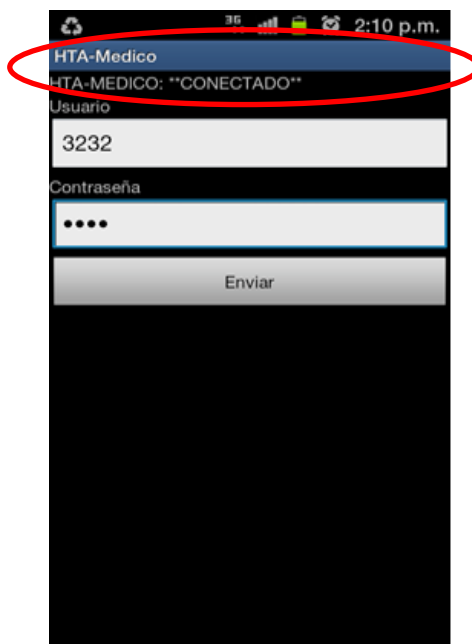 3G 2:10 p.m.
HTA-Medico
HTA-MEDICO: **CONECTADO**
Usuario
3232
Contraseña
••••
Enviar